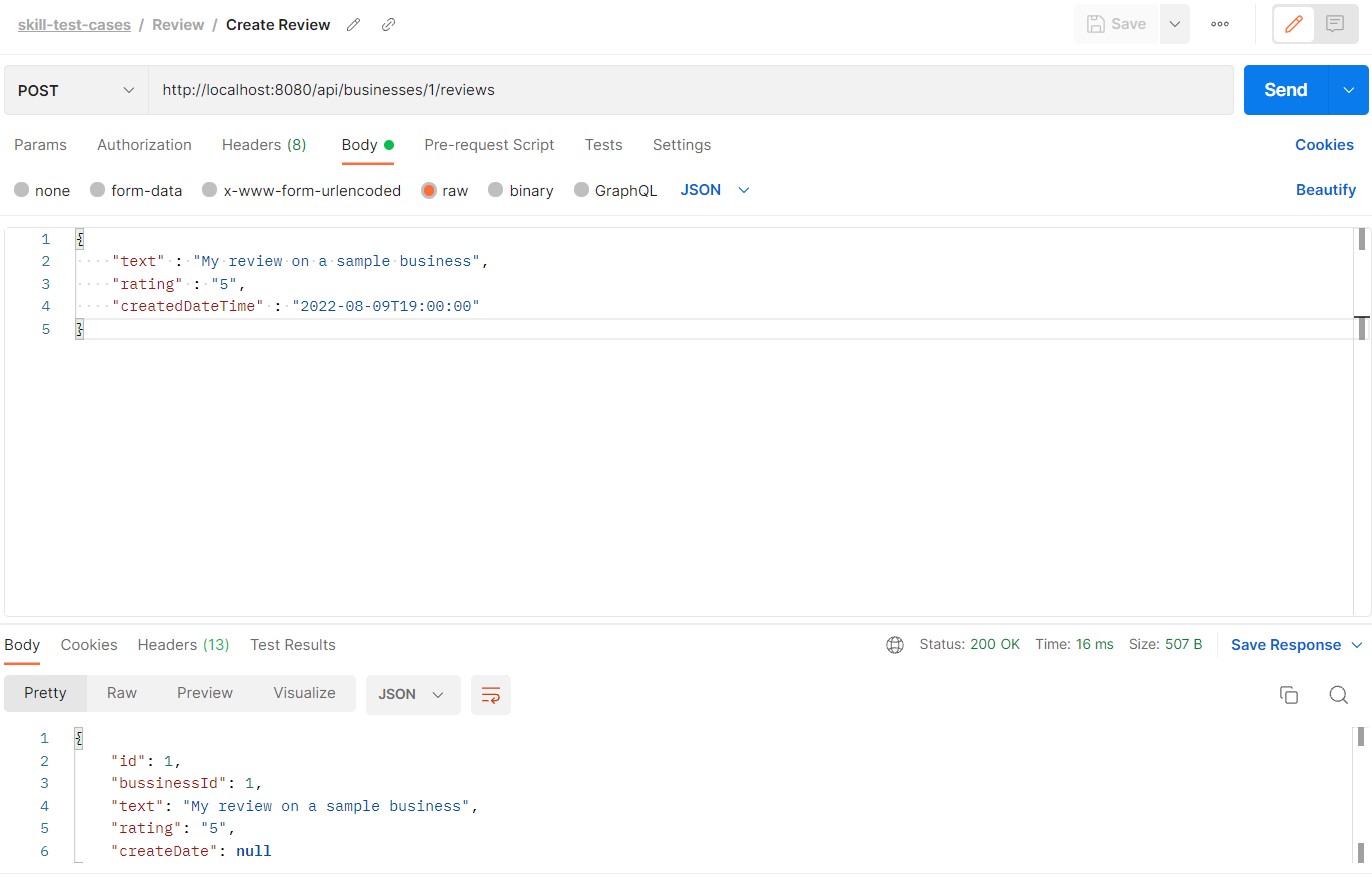 skill-test-cases / Review / Create Review
Save
POST
http://localhost:8080/api/businesses/1/reviews
Send
Params Authorization Headers (8) Body Pre-request Script Tests Settings Cookies
none form-data x-www-form-urlencoded raw binary GraphQL JSON Beautify
1 {
2 "text" : "My review on a sample business",
3 "rating" : "5",
4 "createdDateTime" : "2022-08-09T19:00:00"
5 }
Body Cookies Headers (13) Test Results Status: 200 OK Time: 16 ms Size: 507 B Save Response
Pretty Raw Preview Visualize JSON
1 {
2 "id": 1,
3 "bussinessId": 1,
4 "text": "My review on a sample business",
5 "rating": "5",
6 "createDate": null